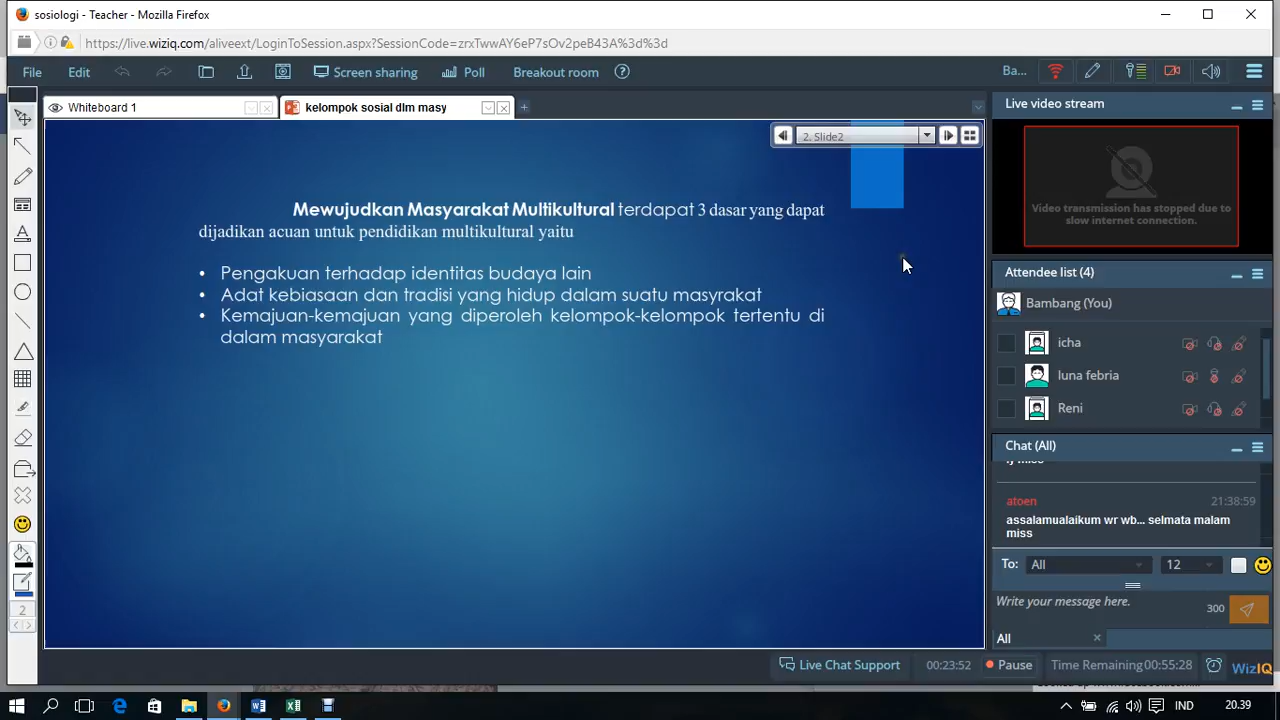 sosiologi - Teacher - Mozilla Firefox
https://live.wiziq.com/aliveext/LoginToSession.aspx?SessionCode=zrxTwwAY6eP7sOv2peB43A%3d%3d
File Edit Screen sharing Poll Breakout room Ba...
Whiteboard 1 kelompok sosial dlm masy
2. Slide2
Mewujudkan Masyarakat Multikultural terdapat 3 dasar yang dapat
dijadikan acuan untuk pendidikan multikultural yaitu
• Pengakuan terhadap identitas budaya lain
• Adat kebiasaan dan tradisi yang hidup dalam suatu masyrakat
• Kemajuan-kemajuan yang diperoleh kelompok-kelompok tertentu di
dalam masyarakat
2
Live video stream
Video transmission has stopped due to
slow internet connection.
Attendee list (4)
Bambang (You)
icha
luna febria
Reni
Chat (All)
miss
atoen 21:38:59
assalamualaikum wr wb... selmata malam
miss
To: All 12
Write your message here. 300
All
Live Chat Support 00:23:52 Pause Time Remaining 00:55:28 WizIQ
IND 20.39